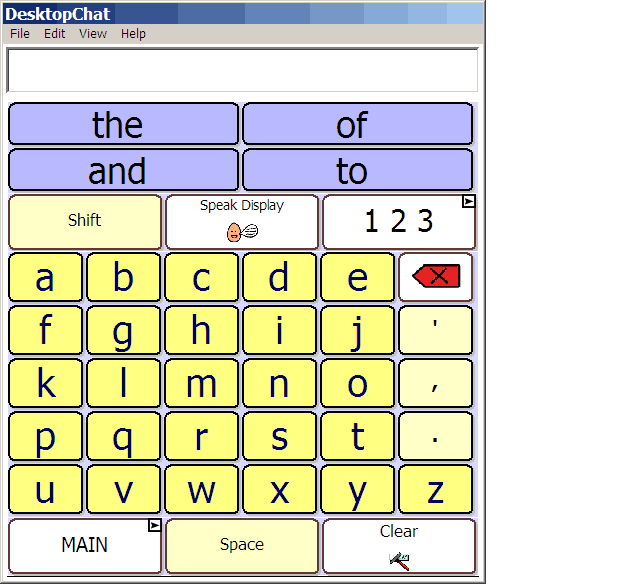 DesktopChat
File Edit View Help
the of
and to
Shift Speak Display 1 2 3
a b c d e
f g h i j '
k l m n o ,
p q r s t .
u v w x y z
MAIN Space Clear